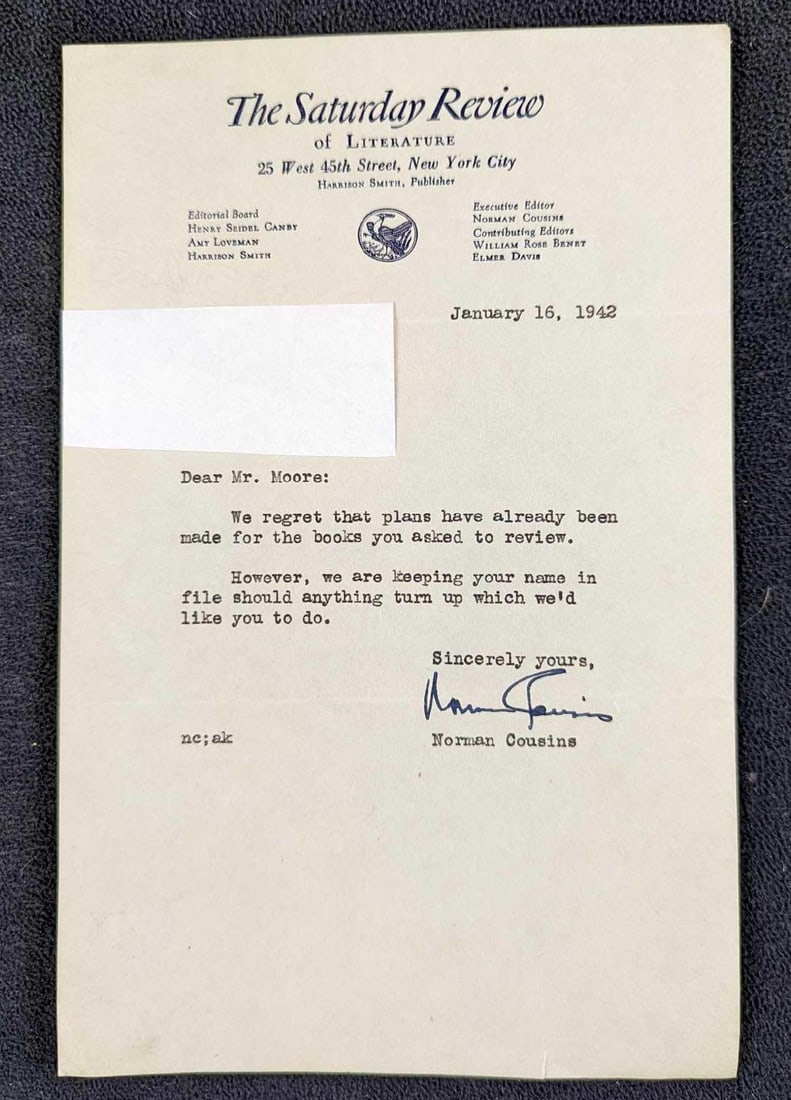 The Saturday Review
of LITERATURE
25 West 45th Street, New York City
HARRISON SMITH, Publisher
Editorial Board
HENRY SEIDEL CANBY
AMY LOVEMAN
HARRISON SMITH
Executive Editor
NORMAN COUSINS
Contributing Editors
WILLIAM ROSE BENET
ELMER DAVIS
January 16, 1942
Dear Mr. Moore:
We regret that plans have already been
made for the books you asked to review.
However, we are keeping your name in
file should anything turn up which we'd
like you to do.
Sincerely yours,
Norman Cousins
nc;ak
Norman Cousins